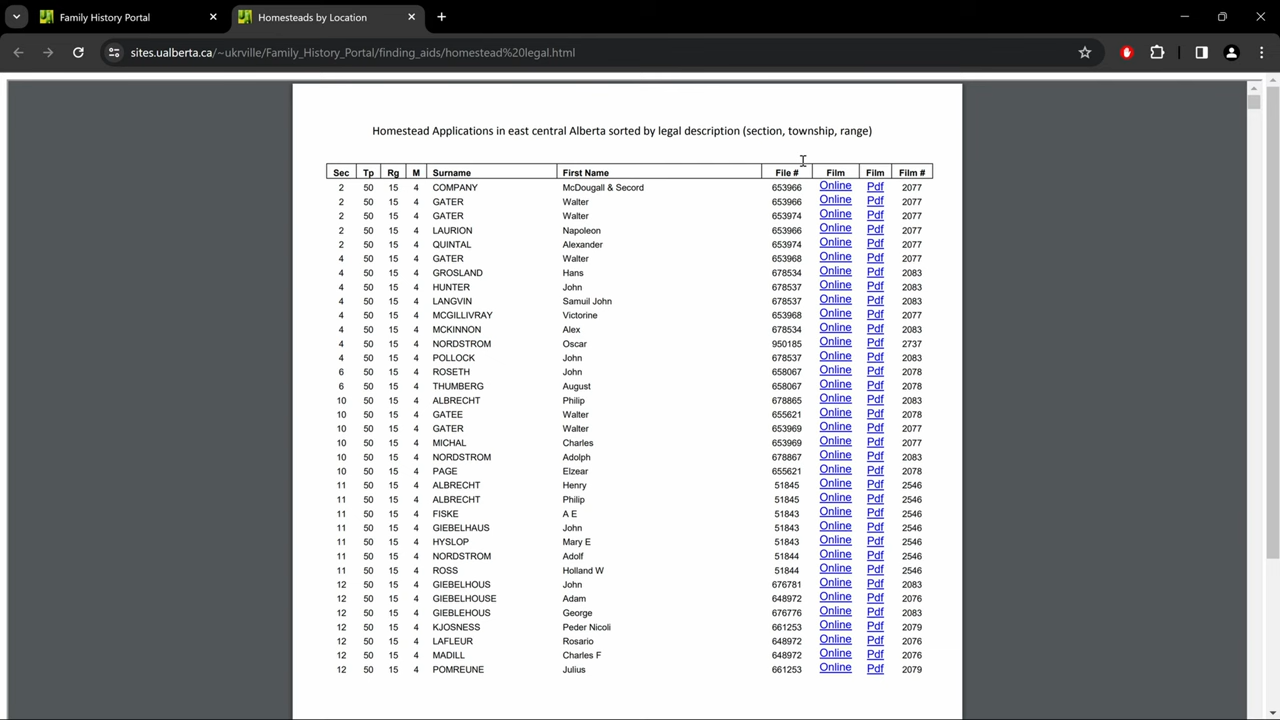 Family History Portal
Homesteads by Location
sites.ualberta.ca/~ukrville/Family_History_Portal/finding_aids/homestead%20legal.html
Homestead Applications in east central Alberta sorted by legal description (section, township, range)
Sec Tp Rg M Surname First Name File # Film Film Film #
2 50 15 4 COMPANY McDougall & Secord 653966 Online Pdf 2077
2 50 15 4 GATER Walter 653966 Online Pdf 2077
2 50 15 4 GATER Walter 653974 Online Pdf 2077
2 50 15 4 LAURION Napoleon 653966 Online Pdf 2077
2 50 15 4 QUINTAL Alexander 653974 Online Pdf 2077
2 50 15 4 GATER Walter 653968 Online Pdf 2077
4 50 15 4 GROSLAND Hans 678534 Online Pdf 2083
4 50 15 4 HUNTER John 678537 Online Pdf 2083
4 50 15 4 LANGVIN Samuil John 678537 Online Pdf 2083
4 50 15 4 MCGILLIVRAY Victorine 653968 Online Pdf 2077
4 50 15 4 MCKINNON Alex 678534 Online Pdf 2083
4 50 15 4 NORDSTROM Oscar 950185 Online Pdf 2737
4 50 15 4 POLLOCK John 678537 Online Pdf 2083
6 50 15 4 ROSETH John 658067 Online Pdf 2078
6 50 15 4 THUMBERG August 658067 Online Pdf 2078
10 50 15 4 ALBRECHT Philip 678865 Online Pdf 2083
10 50 15 4 GATEE Walter 655621 Online Pdf 2078
10 50 15 4 GATER Walter 653969 Online Pdf 2077
10 50 15 4 MICHAL Charles 653969 Online Pdf 2077
10 50 15 4 NORDSTROM Adolph 678867 Online Pdf 2083
10 50 15 4 PAGE Elzear 655621 Online Pdf 2078
11 50 15 4 ALBRECHT Henry 51845 Online Pdf 2546
11 50 15 4 ALBRECHT Philip 51845 Online Pdf 2546
11 50 15 4 FISKE A E 51843 Online Pdf 2546
11 50 15 4 GIEBELHAUS John 51843 Online Pdf 2546
11 50 15 4 HYSLOP Mary E 51843 Online Pdf 2546
11 50 15 4 NORDSTROM Adolf 51844 Online Pdf 2546
11 50 15 4 ROSS Holland W 51844 Online Pdf 2546
12 50 15 4 GIEBELHOUS John 676781 Online Pdf 2083
12 50 15 4 GIEBELHOUSE Adam 648972 Online Pdf 2076
12 50 15 4 GIEBLEHOUS George 676776 Online Pdf 2083
12 50 15 4 KJOSNESS Peder Nicoli 661253 Online Pdf 2079
12 50 15 4 LAFLEUR Rosario 648972 Online Pdf 2076
12 50 15 4 MADILL Charles F 648972 Online Pdf 2076
12 50 15 4 POMREUNE Julius 661253 Online Pdf 2079